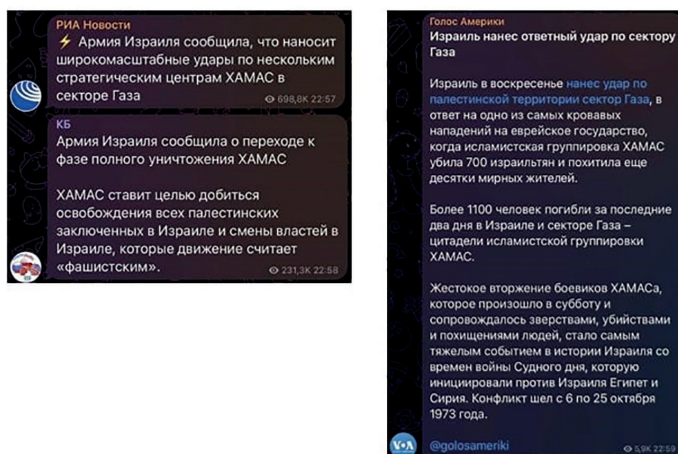 РИА Новости
⚡ Армия Израиля сообщила, что наносит
широкомасштабные удары по нескольким
стратегическим центрам ХАМАС в
секторе Газа
698,8K 22:57
КБ
Армия Израиля сообщила о переходе к
фазе полного уничтожения ХАМАС
ХАМАС ставит целью добиться
освобождения всех палестинских
заключенных в Израиле и смены властей в
Израиле, которые движение считает
«фашистским».
231,3K 22:58
Голос Америки
Израиль нанес ответный удар по сектору
Газа
Израиль в воскресенье нанес удар по
палестинской территории сектор Газа, в
ответ на одно из самых кровавых
нападений на еврейское государство,
когда исламистская группировка ХАМАС
убила 700 израильтян и похитила еще
десятки мирных жителей.
Более 1100 человек погибли за последние
два дня в Израиле и секторе Газа –
цитадели исламистской группировки
ХАМАС.
Жестокое вторжение боевиков ХАМАСа,
которое произошло в субботу и
сопровождалось зверствами, убийствами
и похищениями людей, стало самым
тяжелым событием в истории Израиля со
времен войны Судного дня, которую
инициировали против Израиля Египет и
Сирия. Конфликт шел с 6 по 25 октября
1973 года.
VOA
@golosameriki
5,9K 22:59